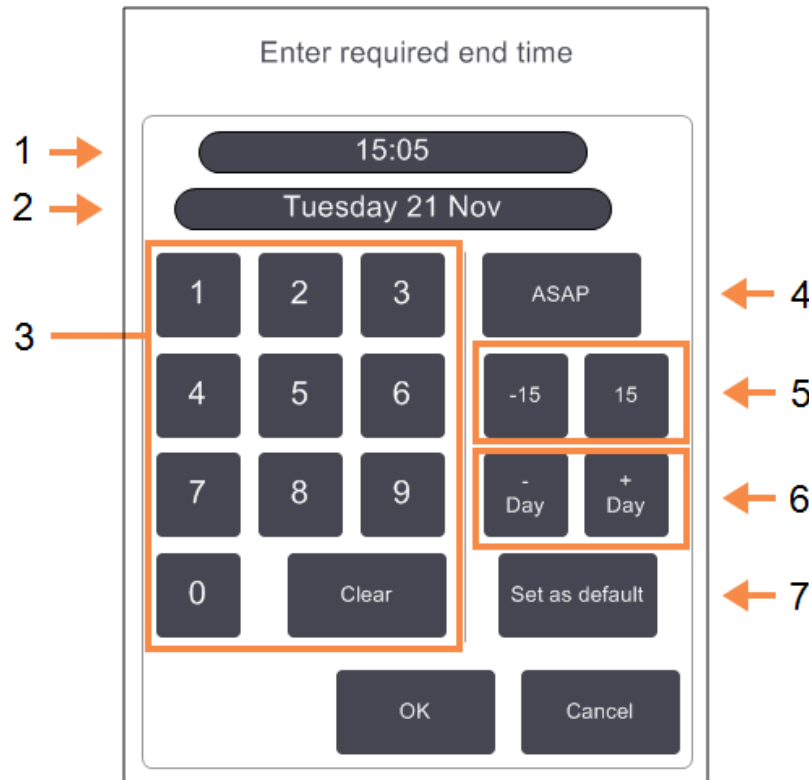 Enter required end time
1
15:05
2
Tuesday 21 Nov
3
1 2 3
ASAP
4
4 5 6
-15 15
5
7 8 9
- Day
+ Day
6
0 Clear
Set as default
7
OK Cancel